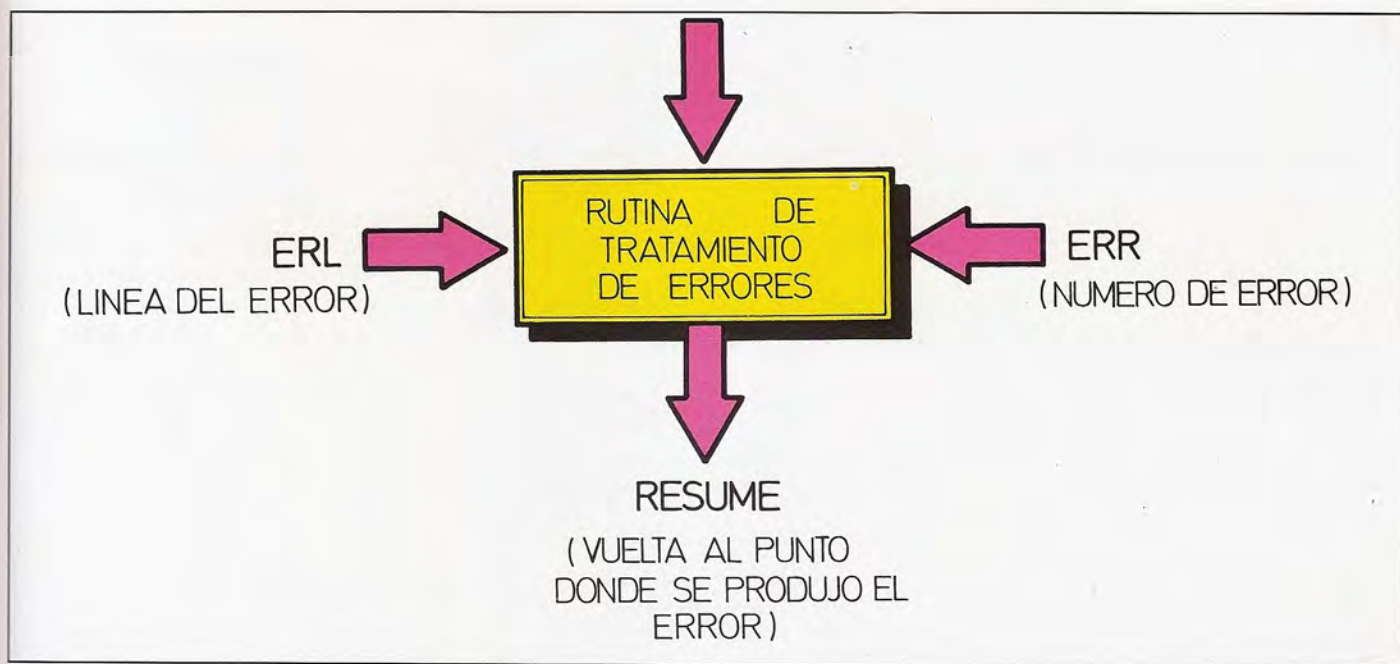 RUTINA DE
TRATAMIENTO
DE ERRORES
ERL
(LINEA DEL ERROR)
ERR
(NUMERO DE ERROR)
RESUME
(VUELTA AL PUNTO
DONDE SE PRODUJO EL
ERROR)